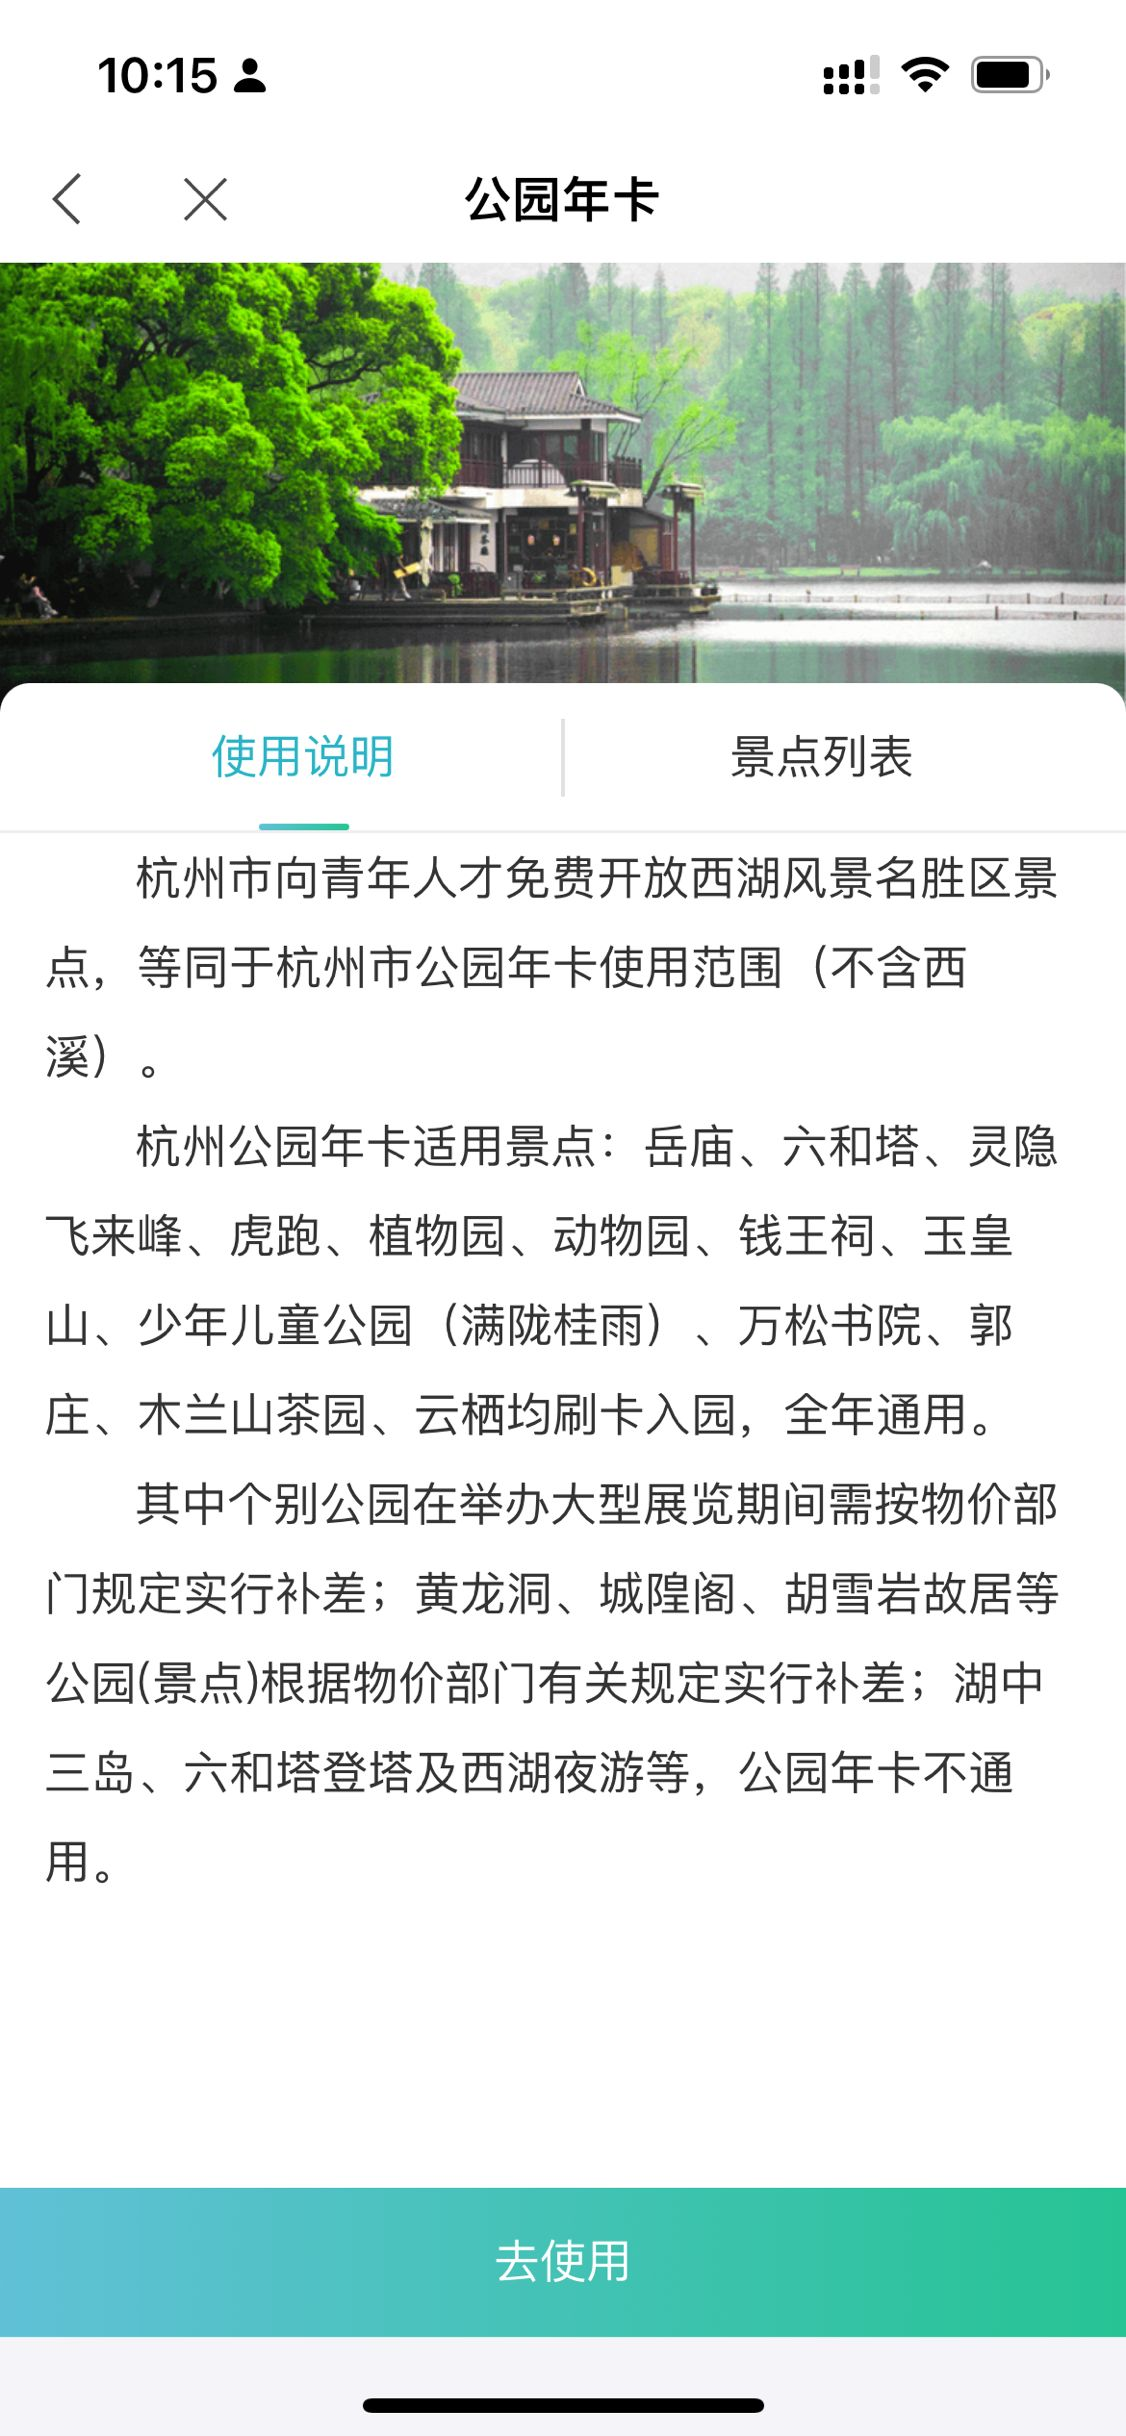 10:15
公园年卡
使用说明
景点列表
杭州市向青年人才免费开放西湖风景名胜区景
点，等同于杭州市公园年卡使用范围（不含西
溪）。
杭州公园年卡适用景点：岳庙、六和塔、灵隐
飞来峰、虎跑、植物园、动物园、钱王祠、玉皇
山、少年儿童公园（满陇桂雨）、万松书院、郭
庄、木兰山茶园、云栖均刷卡入园，全年通用。
其中个别公园在举办大型展览期间需按物价部
门规定实行补差；黄龙洞、城隍阁、胡雪岩故居等
公园(景点)根据物价部门有关规定实行补差；湖中
三岛、六和塔登塔及西湖夜游等，公园年卡不通
用。
去使用